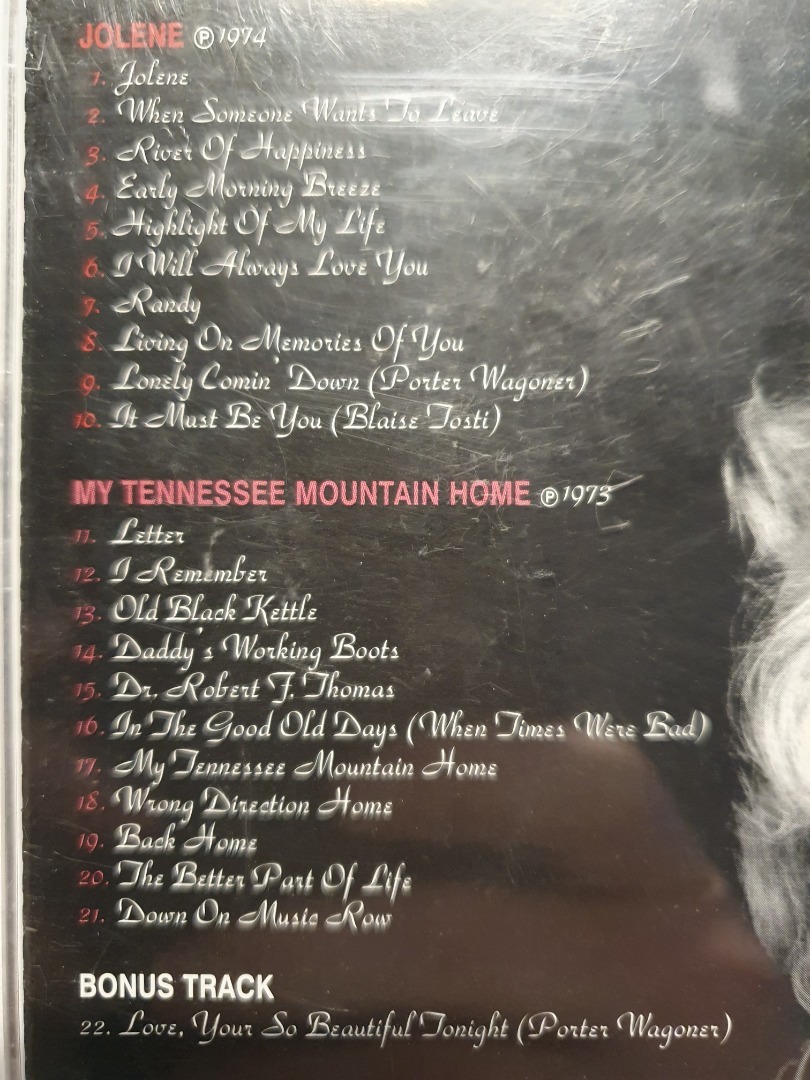 JOLENE ℗1974
1. Jolene
2. When Someone Wants To Leave
3. River Of Happiness
4. Early Morning Breeze
5. Highlight Of My Life
6. I Will Always Love You
7. Randy
8. Living On Memories Of You
9. Lonely Comin' Down (Porter Wagoner)
10. It Must Be You (Blaise Tosti)
MY TENNESSEE MOUNTAIN HOME ℗1973
11. Letter
12. I Remember
13. Old Black Kettle
14. Daddy's Working Boots
15. Dr. Robert F. Thomas
16. In The Good Old Days (When Times Were Bad)
17. My Tennessee Mountain Home
18. Wrong Direction Home
19. Back Home
20. The Better Part Of Life
21. Down On Music Row
BONUS TRACK
22. Love, Your So Beautiful Tonight (Porter Wagoner)